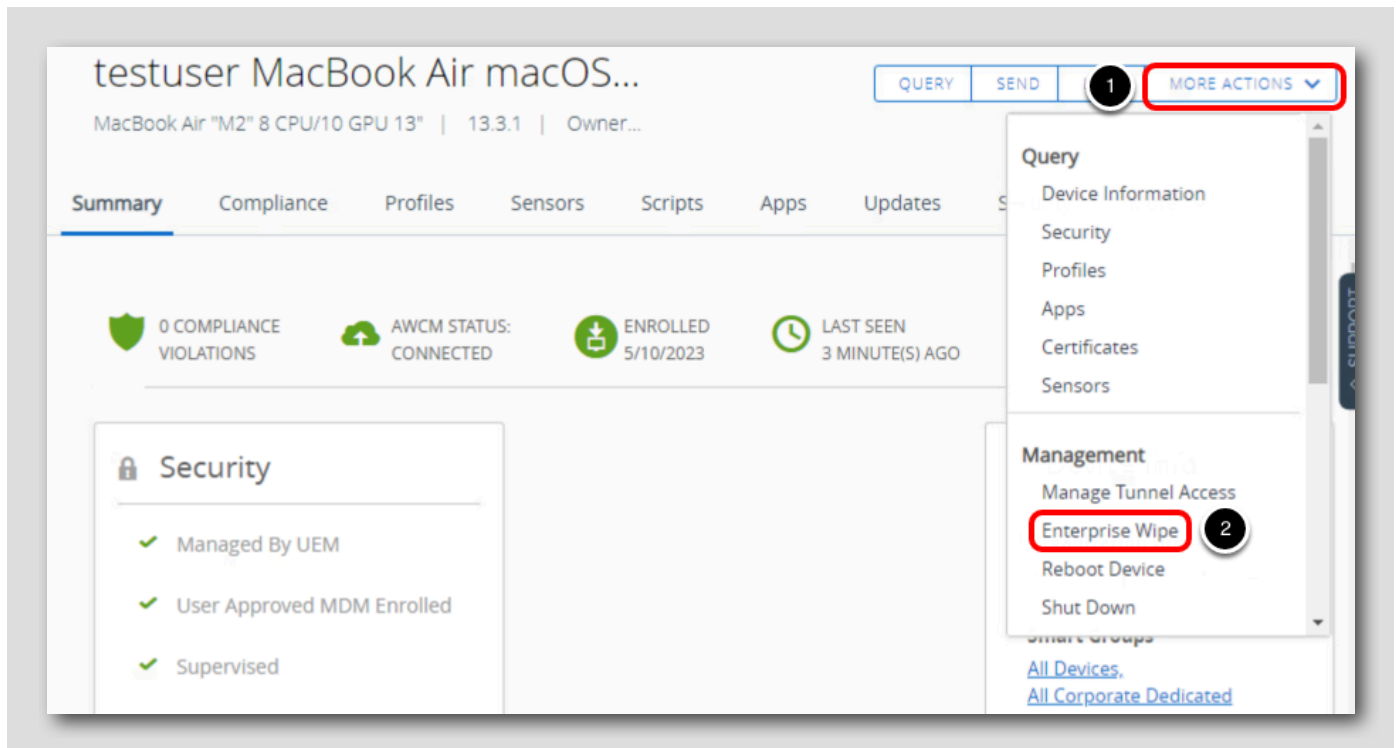 testuser MacBook Air macOS...
QUERY SEND 1 MORE ACTIONS
MacBook Air "M2" 8 CPU/10 GPU 13" | 13.3.1 | Owner...
Summary Compliance Profiles Sensors Scripts Apps Updates
Query
Device Information
Security
Profiles
Apps
Certificates
Sensors
Management
Manage Tunnel Access
Enterprise Wipe 2
Reboot Device
Shut Down
SUPPORT
0 COMPLIANCE
VIOLATIONS
AWCM STATUS:
CONNECTED
ENROLLED
5/10/2023
LAST SEEN
3 MINUTE(S) AGO
Security
Managed By UEM
User Approved MDM Enrolled
Supervised
Smart Groups
All Devices,
All Corporate Dedicated